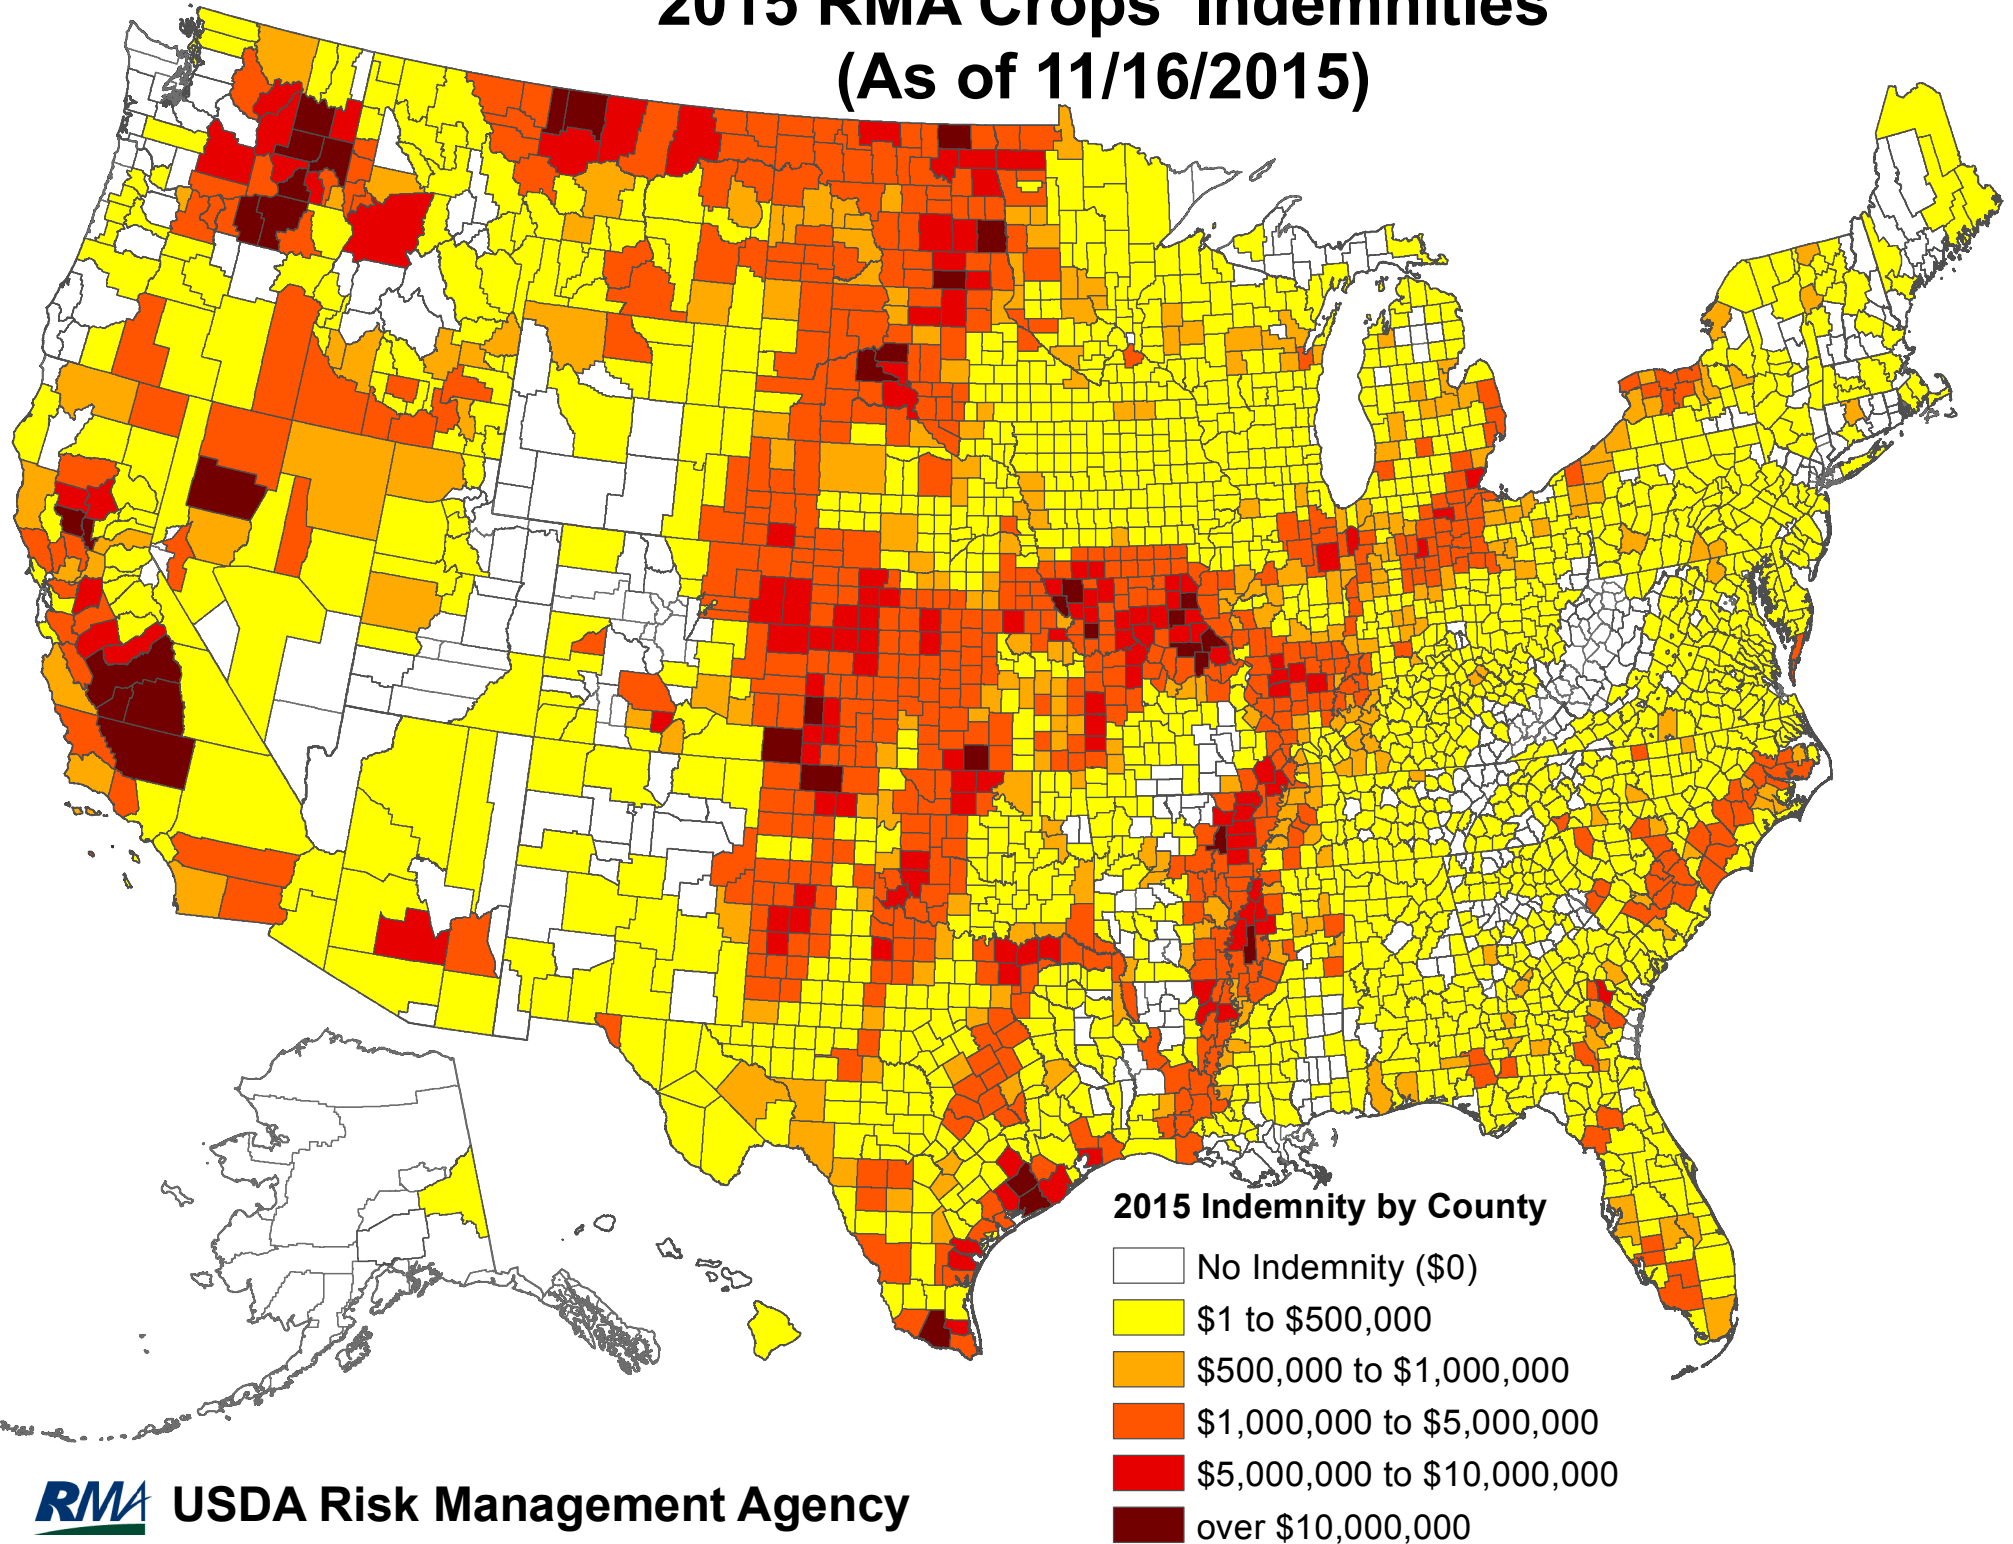 2015 RMA Crops' Indemnities
(As of 11/16/2015)
2015 Indemnity by County
No Indemnity ($0)
$1 to $500,000
$500,000 to $1,000,000
$1,000,000 to $5,000,000
$5,000,000 to $10,000,000
over $10,000,000
RMA USDA Risk Management Agency